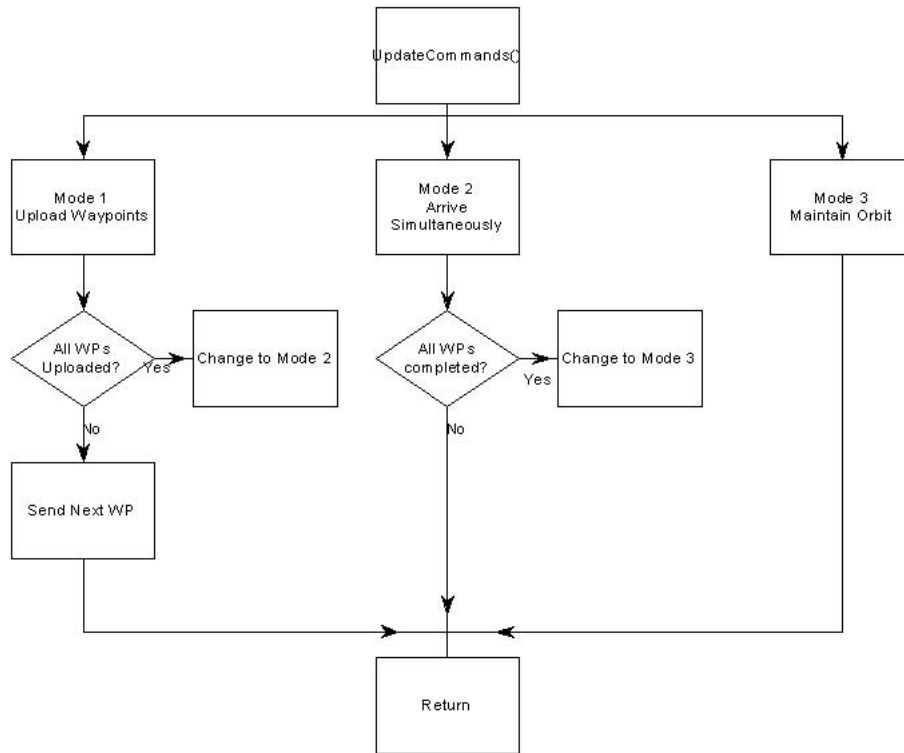 UpdateCommands()
Mode 1
Upload Waypoints
Mode 2
Arrive
Simultaneously
Mode 3
Maintain Orbit
All WPs
Uploaded?
Yes
Change to Mode 2
All WPs
completed?
Yes
Change to Mode 3
No
No
Send Next WP
Return